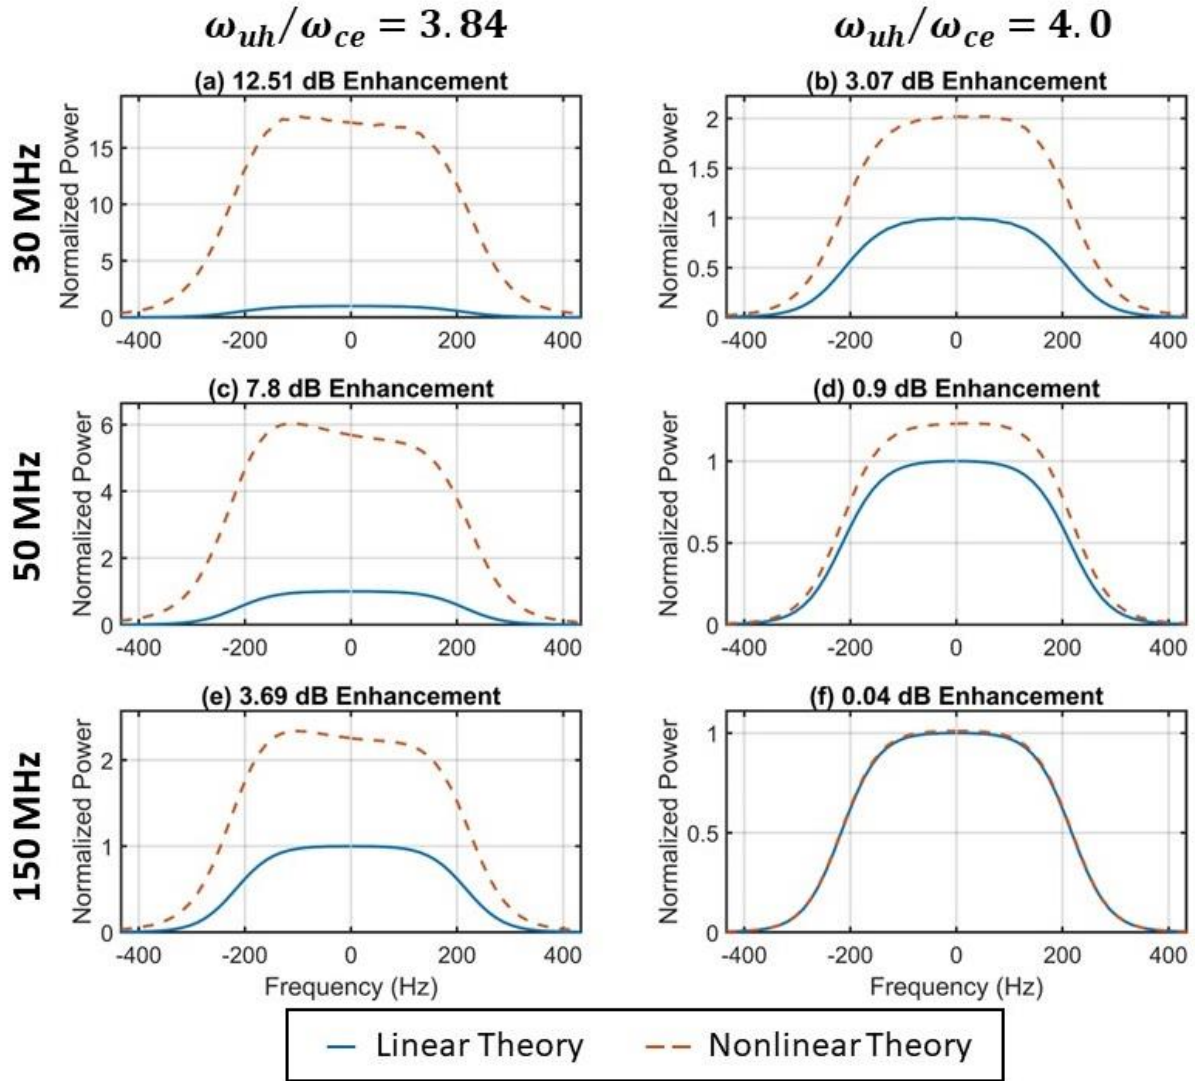 ω_uh/ω_ce = 3.84
ω_uh/ω_ce = 4.0
30 MHz
(a) 12.51 dB Enhancement
Normalized Power
15
10
5
0
-400 -200 0 200 400
(b) 3.07 dB Enhancement
Normalized Power
2
1.5
1
0.5
0
-400 -200 0 200 400
50 MHz
(c) 7.8 dB Enhancement
Normalized Power
6
4
2
0
-400 -200 0 200 400
(d) 0.9 dB Enhancement
Normalized Power
1
0.5
0
-400 -200 0 200 400
150 MHz
(e) 3.69 dB Enhancement
Normalized Power
2
1
0
-400 -200 0 200 400
Frequency (Hz)
(f) 0.04 dB Enhancement
Normalized Power
1
0.5
0
-400 -200 0 200 400
Frequency (Hz)
Linear Theory
Nonlinear Theory